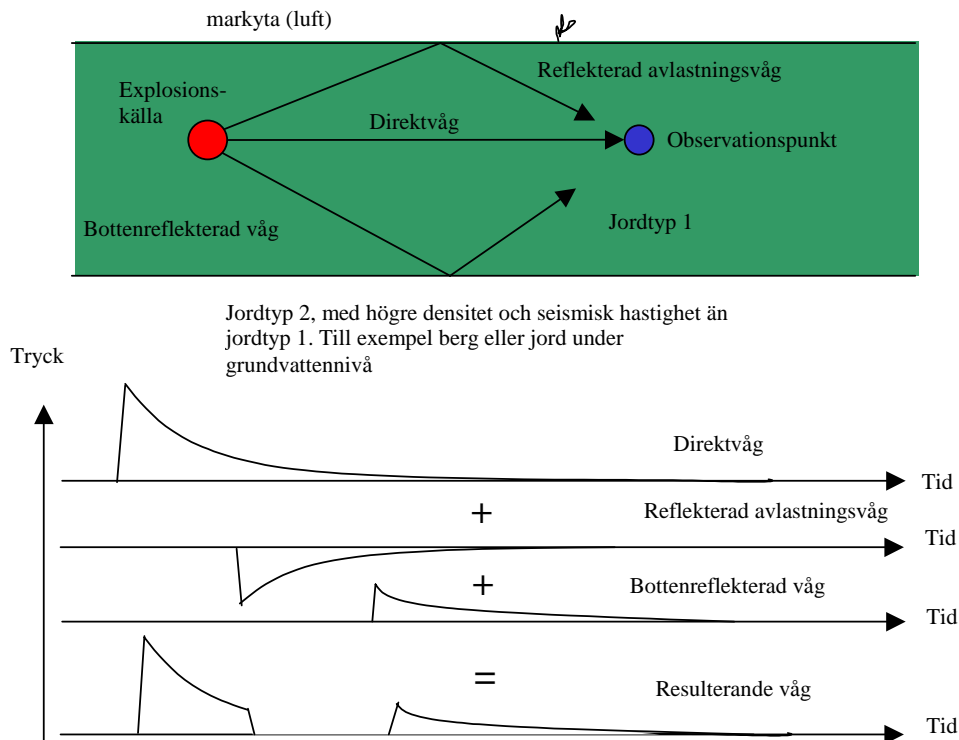 markyta (luft)
Reflekterad avlastningsvåg
Explosions-
källa
Direktvåg
Observationspunkt
Bottenreflekterad våg
Jordtyp 1
Jordtyp 2, med högre densitet och seismisk hastighet än
jordtyp 1. Till exempel berg eller jord under
grundvattennivå
Tryck
Direktvåg
Tid
+
Reflekterad avlastningsvåg
Tid
+
Bottenreflekterad våg
Tid
=
Resulterande våg
Tid